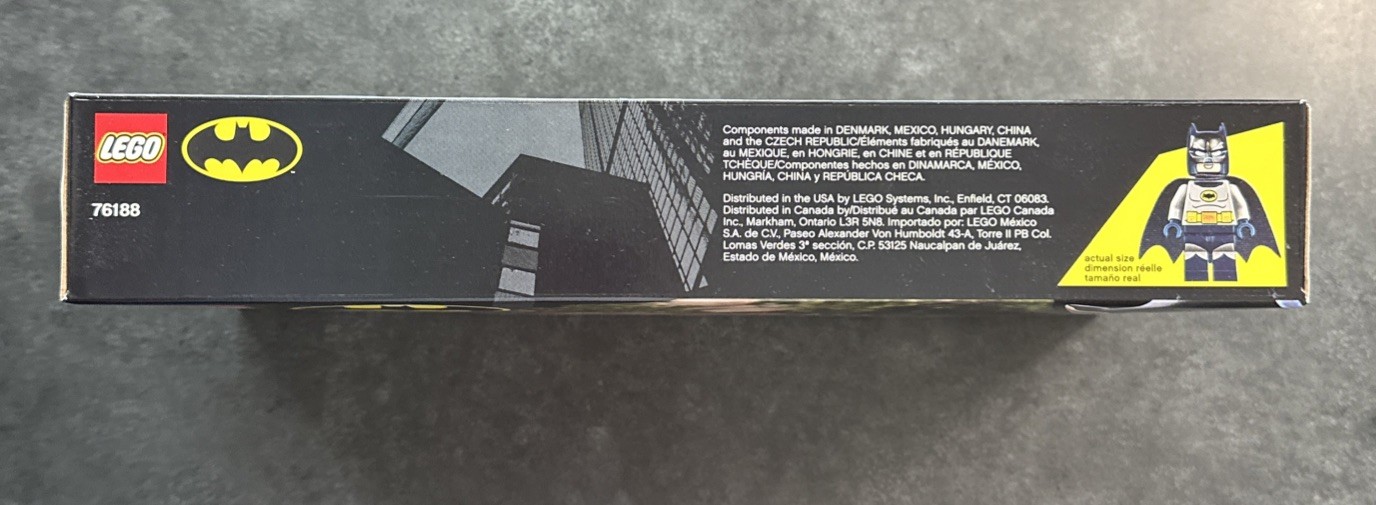 LEGO
76188
Components made in DENMARK, MEXICO, HUNGARY, CHINA
and the CZECH REPUBLIC/Éléments fabriqués au DANEMARK,
au MEXIQUE, en HONGRIE, en CHINE et en RÉPUBLIQUE
TCHÈQUE/Componentes hechos en DINAMARCA, MÉXICO,
HUNGRÍA, CHINA y REPÚBLICA CHECA.
Distributed in the USA by LEGO Systems, Inc., Enfield, CT 06083.
Distributed in Canada by/Distribué au Canada par LEGO Canada
Inc., Markham, Ontario L3R 5N8. Importado por: LEGO México
S.A. de C.V., Paseo Alexander Von Humboldt 43-A, Torre II PB Col.
Lomas Verdes 3ª sección, C.P. 53125 Naucalpan de Juárez,
Estado de México, México.
actual size
dimension réelle
tamaño real